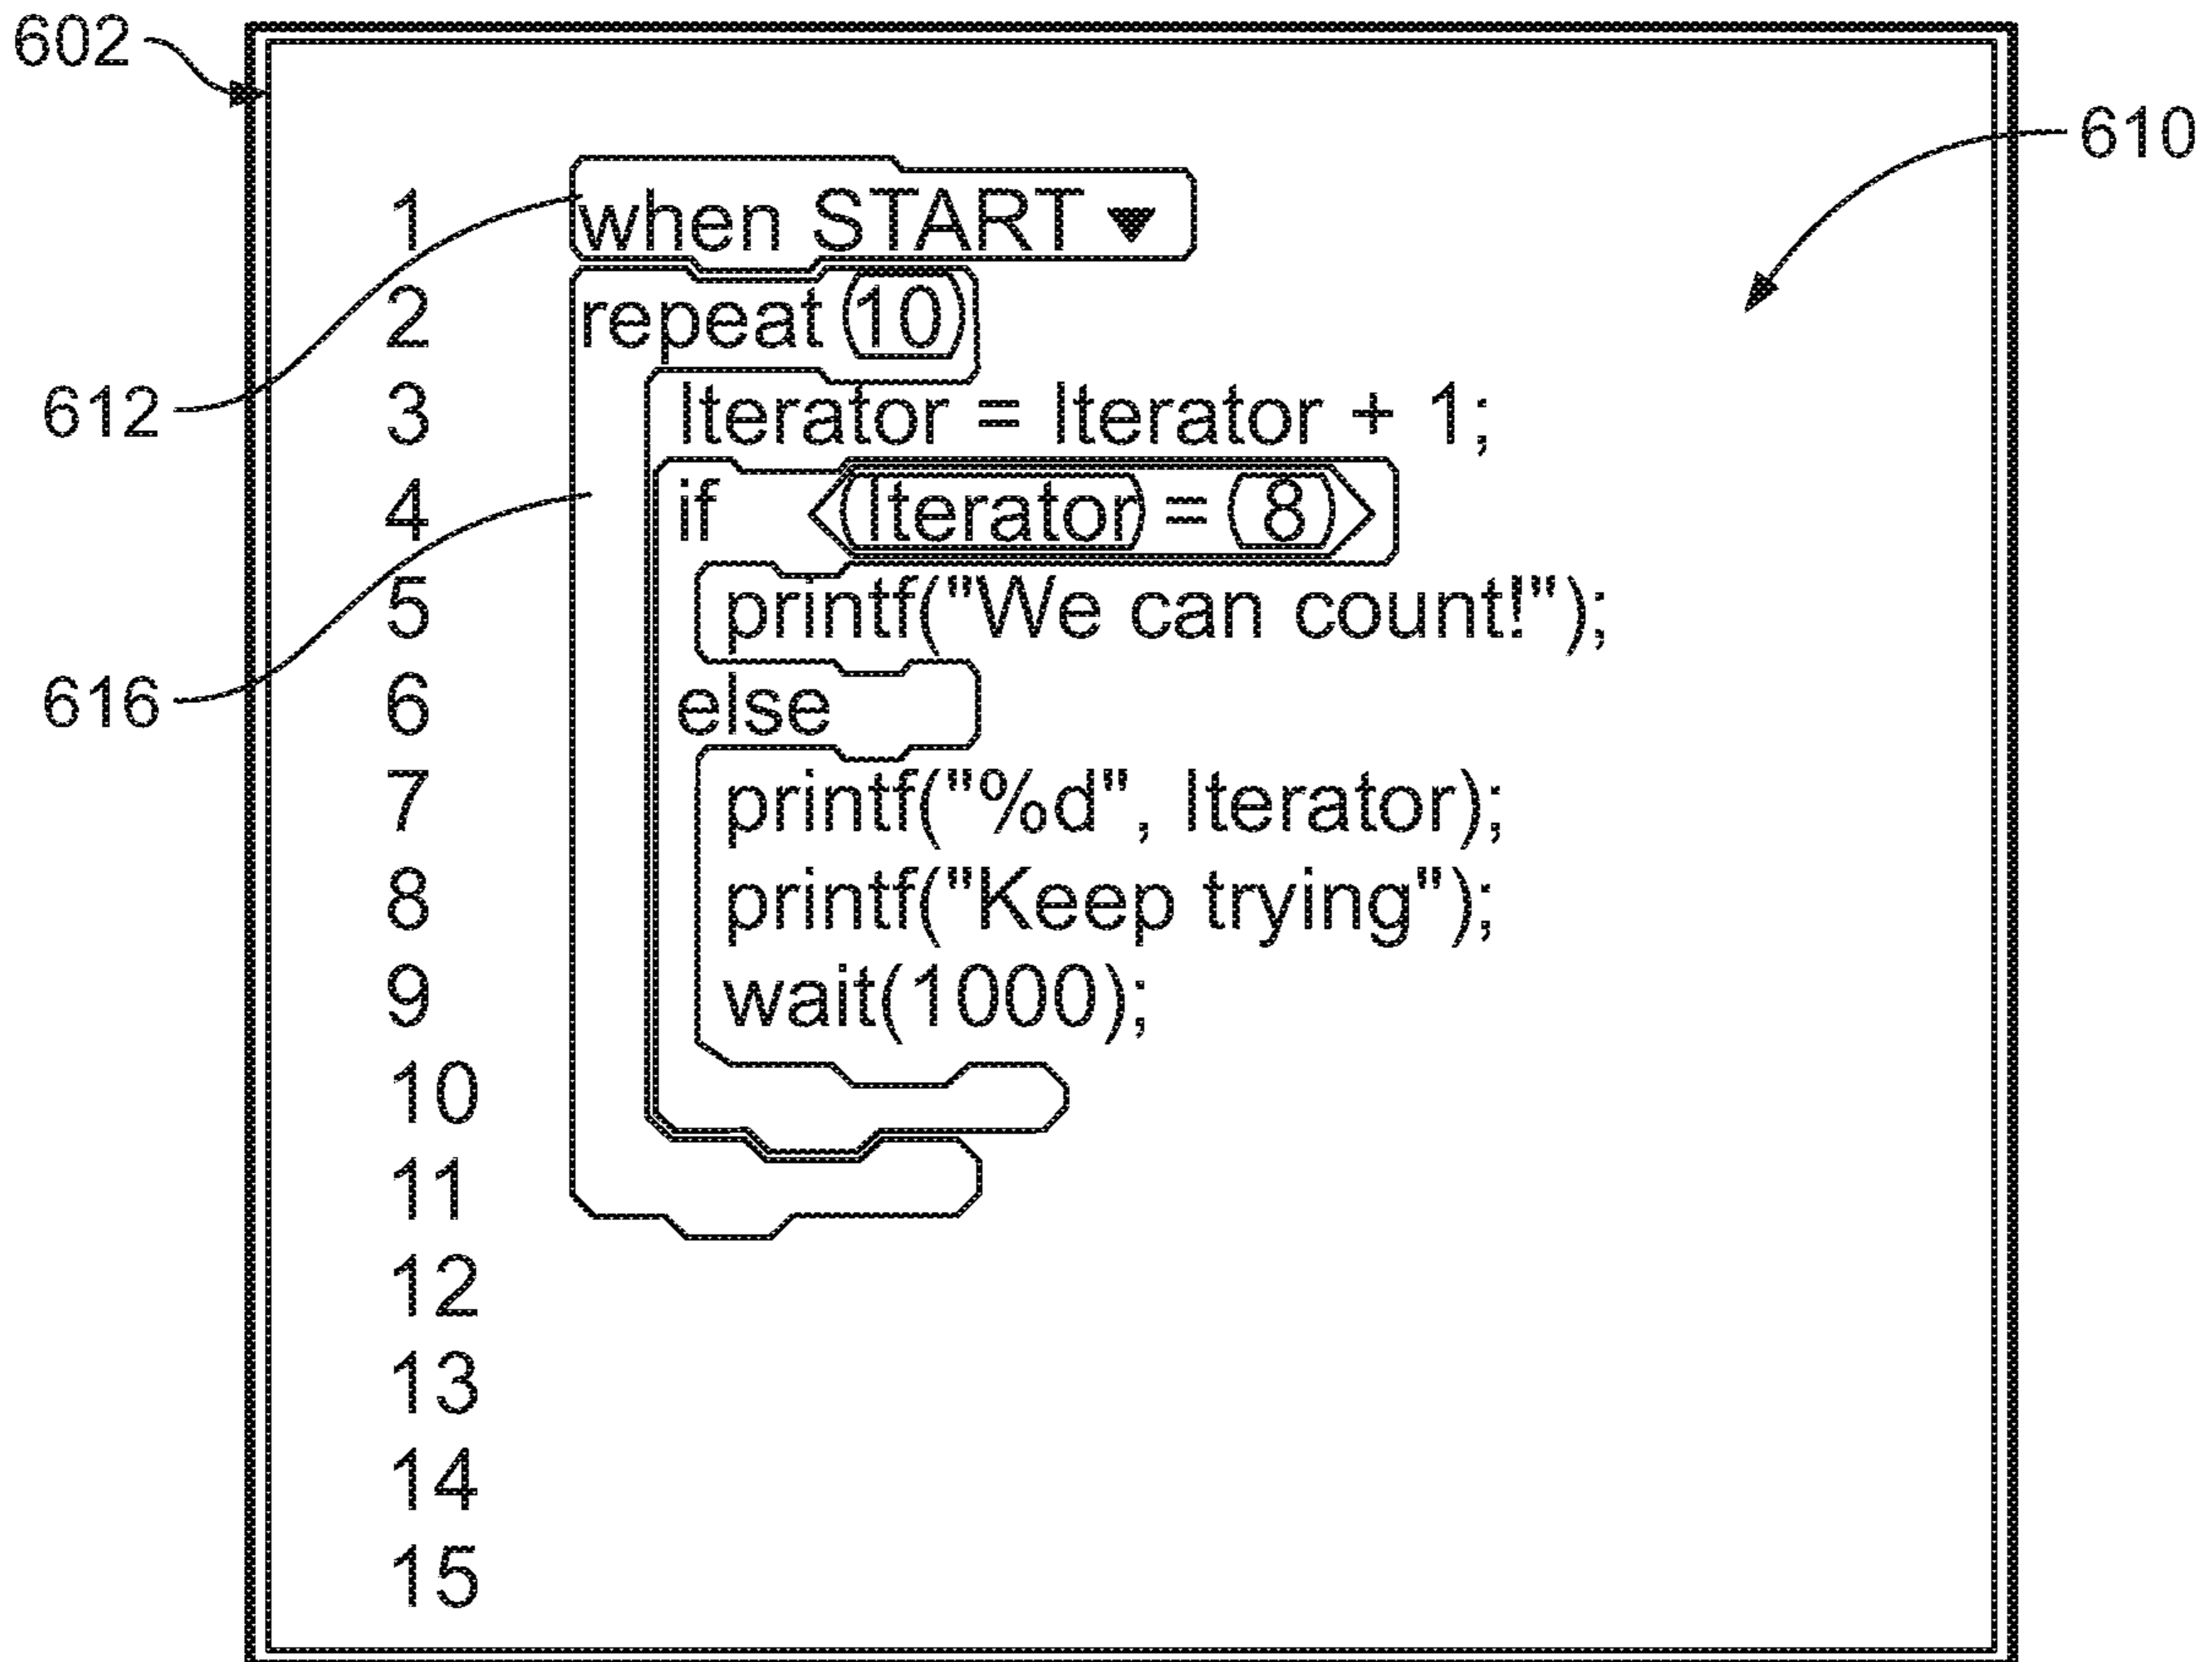 602
610
1 when START ▼
2 repeat (10)
612
3 Iterator = Iterator + 1;
4 if <(Iterator) = (8)>
5 printf("We can count!");
616
6 else
7 printf("%d", Iterator);
8 printf("Keep trying");
9 wait(1000);
10
11
12
13
14
15